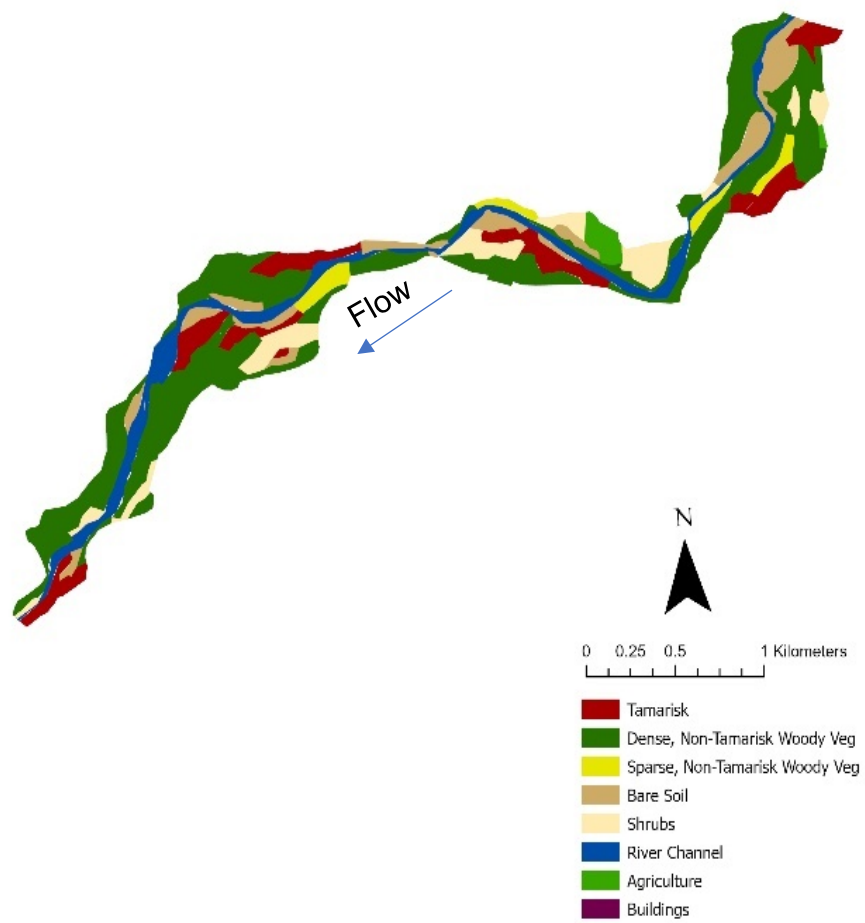 Flow
N
0 0.25 0.5 1 Kilometers
Tamarisk
Dense, Non-Tamarisk Woody Veg
Sparse, Non-Tamarisk Woody Veg
Bare Soil
Shrubs
River Channel
Agriculture
Buildings